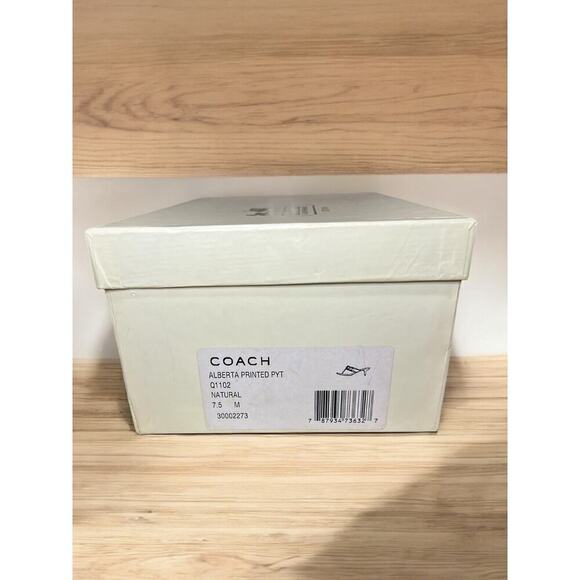 COACH
ALBERTA PRINTED PYT
Q1102
NATURAL
7.5 M
30002273
7 87934 73632 7